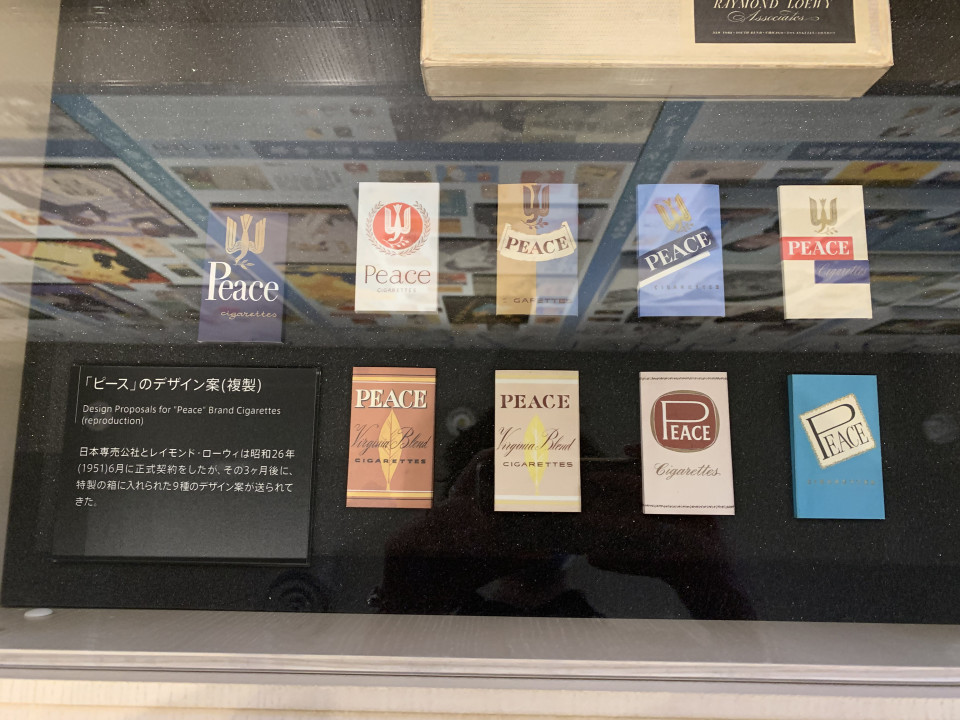 RAYMOND LOEWY
Associates
Peace
cigarettes
Peace
CIGARETTES
PEACE
CIGARETTES
PEACE
CIGARETTES
PEACE
Cigarettes
「ピース」のデザイン案(複製)
Design Proposals for "Peace" Brand Cigarettes
(reproduction)
日本専売公社とレイモンド・ローウィは昭和26年
(1951)6月に正式契約をしたが、その3ヶ月後に、
特製の箱に入れられた9種のデザイン案が送られて
きた。
PEACE
Virginia Blend
CIGARETTES
PEACE
Virginia Blend
CIGARETTES
PEACE
Cigarettes
PEACE